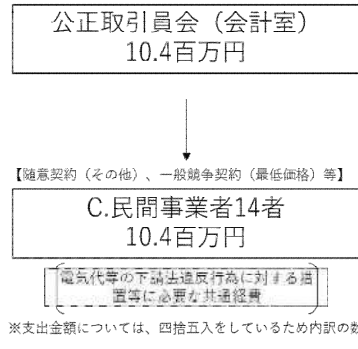 公正取引員会（会計室）
10.4百万円
【随意契約（その他）、一般競争契約（最低価格）等】
C.民間事業者14者
10.4百万円
電気代等の下請法違反行為に対する措
置等に必要な共通経費
※支出金額については、四捨五入をしているため内訳の数